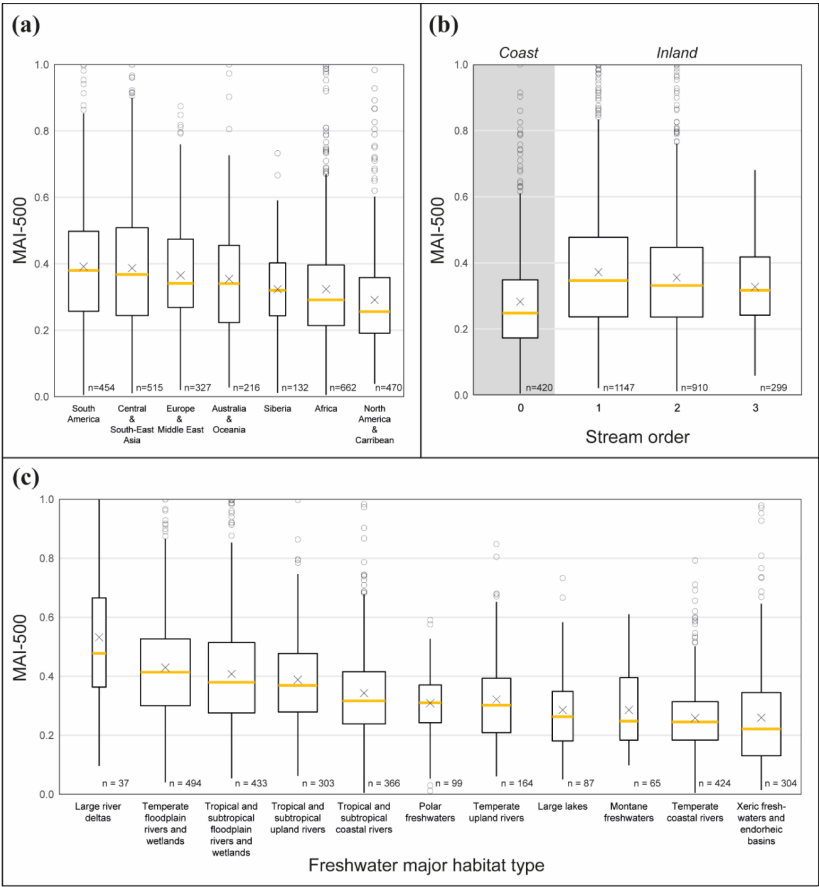 (a)
MAI-500
1.0
0.8
0.6
0.4
0.2
0.0
n=454
n=515
n=327
n=216
n=132
n=662
n=470
South
America
Central
&
South-East
Asia
Europe
&
Middle East
Australia
&
Oceania
Siberia
Africa
North
America
&
Carribean
(b)
Coast
Inland
MAI-500
1.0
0.8
0.6
0.4
0.2
0.0
n=420
n=1147
n=910
n=299
0
1
2
3
Stream order
(c)
MAI-500
1.0
0.8
0.6
0.4
0.2
0.0
n = 37
n = 494
n = 433
n = 303
n = 366
n = 99
n = 164
n = 87
n = 65
n = 424
n = 304
Large river
deltas
Temperate
floodplain
rivers and
wetlands
Tropical and
subtropical
floodplain
rivers and
wetlands
Tropical and
subtropical
upland rivers
Tropical and
subtropical
coastal rivers
Polar
freshwaters
Temperate
upland rivers
Large lakes
Montane
freshwaters
Temperate
coastal rivers
Xeric fresh-
waters and
endorheic
basins
Freshwater major habitat type